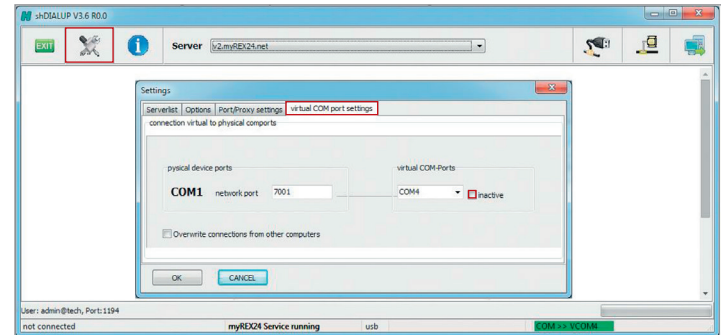 shDIALUP V3.6 R0.0
EXIT
Server v2.myREX24.net
Settings
Serverlist Options Port/Proxy settings virtual COM port settings
connection virtual to physical comports
pysical device ports virtual COM-Ports
COM1 network port 7001 COM4 inactive
Overwrite connections from other computers
OK CANCEL
User: admin@tech, Port:1194
not connected myREX24 Service running usb COM >> VCOM4